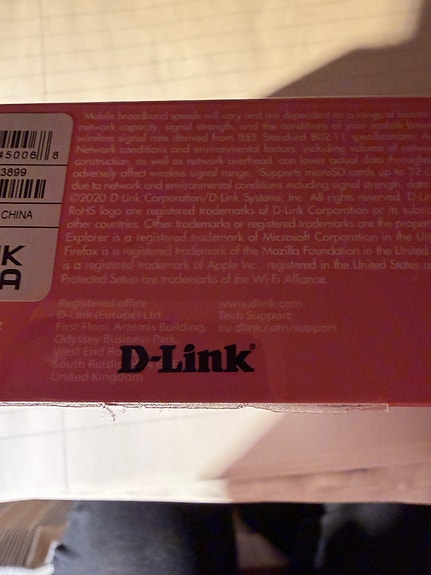 Mobile broadband speeds will vary and are dependent on a range of
network capacity, signal strength, and the conditions of your mobile
wireless signal rate derived from IEEE Standard 802.11 specifications. A
Network conditions and environmental factors, including volume of
construction, as well as network overhead, can lower actual data
adversely affect wireless signal range. Supports microSD cards up to 32
due to network and environmental conditions including signal strength,
©2020 D-Link Corporation/D-Link Systems, Inc. All rights reserved. D-Li
RoHS logo are registered trademarks of D-Link Corporation or its
other countries. Other trademarks or registered trademarks are the
Explorer is a registered trademark of Microsoft Corporation in the
Firefox is a registered trademark of the Mozilla Foundation in the United
is a registered trademark of Apple Inc., registered in the United States
Protected Setup are trademarks of the Wi-Fi Alliance.
45006 8
3899
CHINA
K
A
Registered office
D-Link (Europe) Ltd.
First Floor, Artemis Building,
Odyssey Business Park,
West End
South
United Kingdom
www.dlink.com
Tech Support:
eu.dlink.com/support
D-Link®